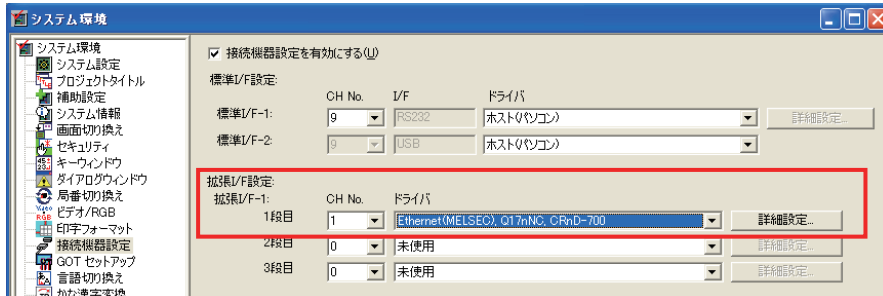 システム環境
システム環境
システム設定
プロジェクトタイトル
補助設定
システム情報
画面切り換え
セキュリティ
キーウィンドウ
ダイアログウィンドウ
局番切り換え
ビデオ/RGB
印字フォーマット
接続機器設定
GOT セットアップ
言語切り換え
かな漢字変換
接続機器設定を有効にする(U)
標準I/F設定:
CH No. I/F ドライバ
標準I/F-1: 9 RS232 ホスト(パソコン) 詳細設定...
標準I/F-2: 9 USB ホスト(パソコン)
拡張I/F設定:
拡張I/F-1: CH No. ドライバ
1段目 1 Ethernet(MELSEC), Q17nNC, CRnD-700 詳細設定...
2段目 0 未使用 詳細設定...
3段目 0 未使用 詳細設定...